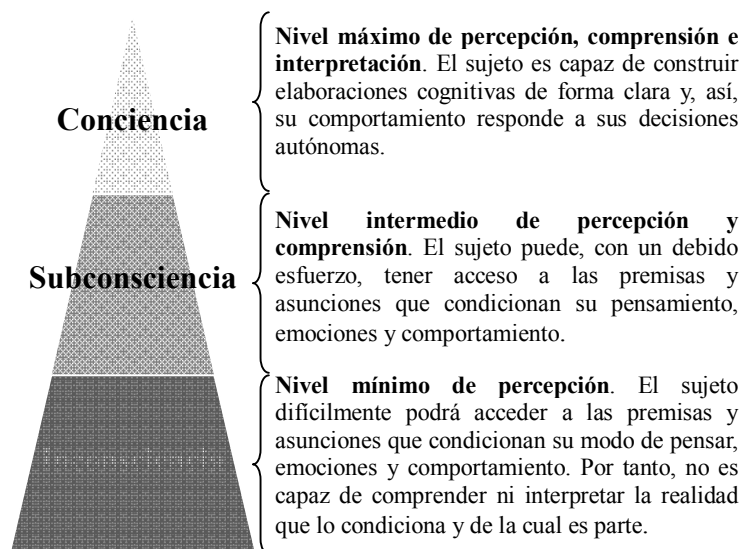 Nivel máximo de percepción, comprensión e
interpretación. El sujeto es capaz de construir
elaboraciones cognitivas de forma clara y, así,
su comportamiento responde a sus decisiones
autónomas.
Conciencia
Nivel intermedio de percepción y
comprensión. El sujeto puede, con un debido
esfuerzo, tener acceso a las premisas y
asunciones que condicionan su pensamiento,
emociones y comportamiento.
Subconsciencia
Nivel mínimo de percepción. El sujeto
difícilmente podrá acceder a las premisas y
asunciones que condicionan su modo de pensar,
emociones y comportamiento. Por tanto, no es
capaz de comprender ni interpretar la realidad
que lo condiciona y de la cual es parte.